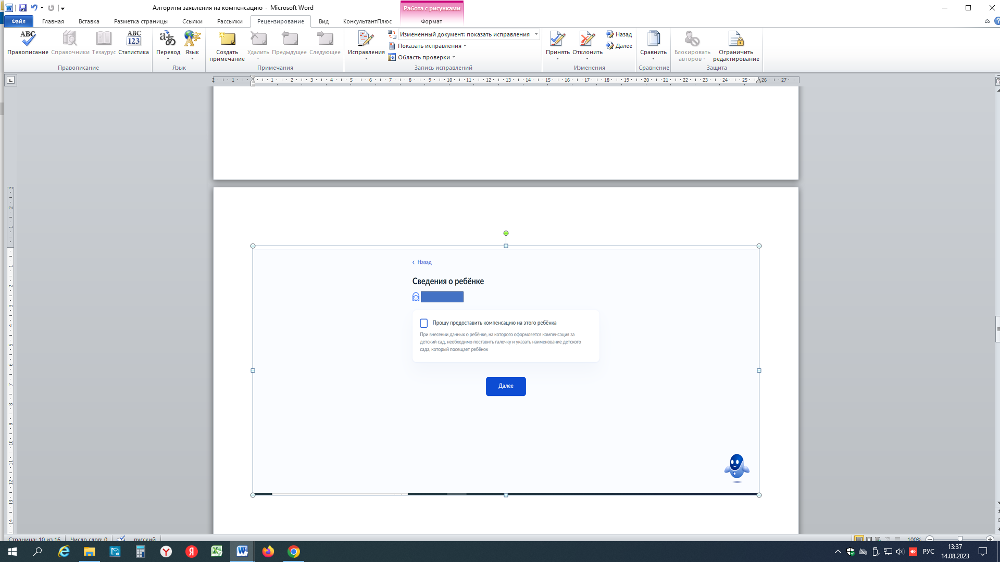 Алгоритм заявления на компенсацию - Microsoft Word
Работа с рисунками
Файл
Главная
Вставка
Разметка страницы
Ссылки
Рассылки
Рецензирование
Вид
КонсультантПлюс
Формат
Правописание
Справочники
Тезаурус
Статистика
Перевод
Язык
Создать примечание
Удалить
Предыдущее
Следующее
Исправления
Измененный документ: показать исправления
Показать исправления
Область проверки
Принять
Отклонить
Назад
Далее
Сравнить
Блокировать авторов
Ограничить редактирование
Правописание
Язык
Примечания
Запись исправлений
Изменения
Сравнение
Защита
2 1 1 2 3 4 5 6 7 8 9 10 11 12 13 14 15 16 17 18 19 20 21 22 23 24 25 26 27
Назад
Сведения о ребёнке
Прошу предоставить компенсацию на этого ребёнка
При внесении данных о ребёнке, на которого оформляется компенсация за
детский сад, необходимо поставить галочку и указать наименование детского
сада, который посещает ребёнок
Далее
Страница: 10 из 16
Число слов: 0
русский
100%
РУС
13:37
14.08.2023